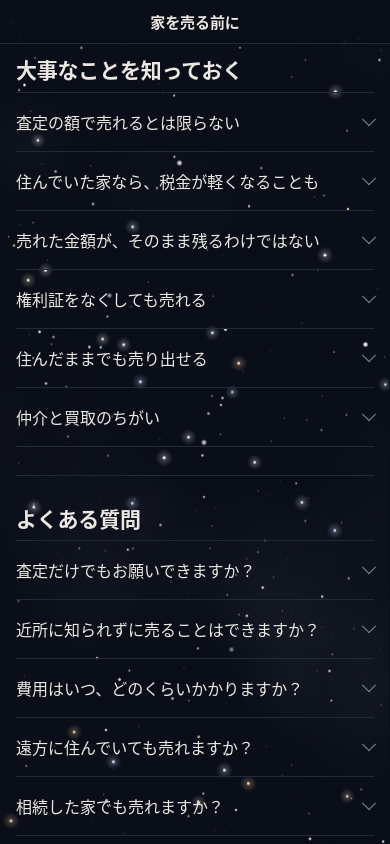 家を売る前に
大事なことを知っておく
査定の額で売れるとは限らない
住んでいた家なら、税金が軽くなることも
売れた金額が、そのまま残るわけではない
権利証をなくしても売れる
住んだままでも売り出せる
仲介と買取のちがい
よくある質問
査定だけでもお願いできますか？
近所に知られずに売ることはできますか？
費用はいつ、どのくらいかかりますか？
遠方に住んでいても売れますか？
相続した家でも売れますか？